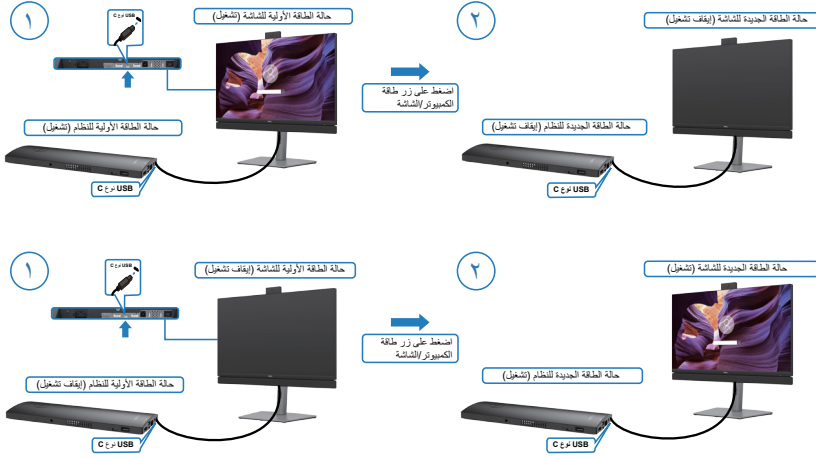 ١
USB نوع C
حالة الطاقة الأولية للشاشة (تشغيل)
٢
حالة الطاقة الجديدة للشاشة (إيقاف تشغيل)
اضغط على زر طاقة
الكمبيوتر/الشاشة
حالة الطاقة الأولية للنظام (تشغيل)
حالة الطاقة الجديدة للنظام (إيقاف تشغيل)
USB نوع C
USB نوع C
١
USB نوع C
حالة الطاقة الأولية للشاشة (إيقاف تشغيل)
٢
حالة الطاقة الجديدة للشاشة (تشغيل)
اضغط على زر طاقة
الكمبيوتر/الشاشة
حالة الطاقة الأولية للنظام (إيقاف تشغيل)
حالة الطاقة الجديدة للنظام (تشغيل)
USB نوع C
USB نوع C